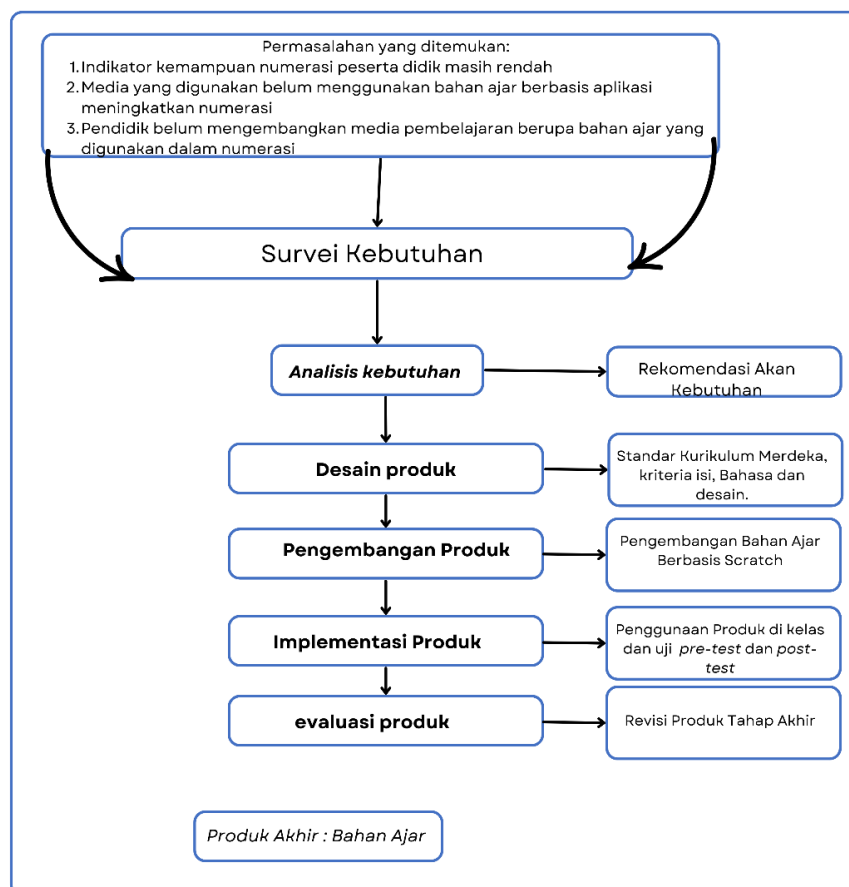 Permasalahan yang ditemukan:
1. Indikator kemampuan numerasi peserta didik masih rendah
2. Media yang digunakan belum menggunakan bahan ajar berbasis aplikasi
meningkatkan numerasi
3. Pendidik belum mengembangkan media pembelajaran berupa bahan ajar yang
digunakan dalam numerasi
Survei Kebutuhan
Analisis kebutuhan
Rekomendasi Akan
Kebutuhan
Desain produk
Standar Kurikulum Merdeka,
kriteria isi, Bahasa dan
desain.
Pengembangan Produk
Pengembangan Bahan Ajar
Berbasis Scratch
Implementasi Produk
Penggunaan Produk di kelas
dan uji pre-test dan post-
test
evaluasi produk
Revisi Produk Tahap Akhir
Produk Akhir : Bahan Ajar